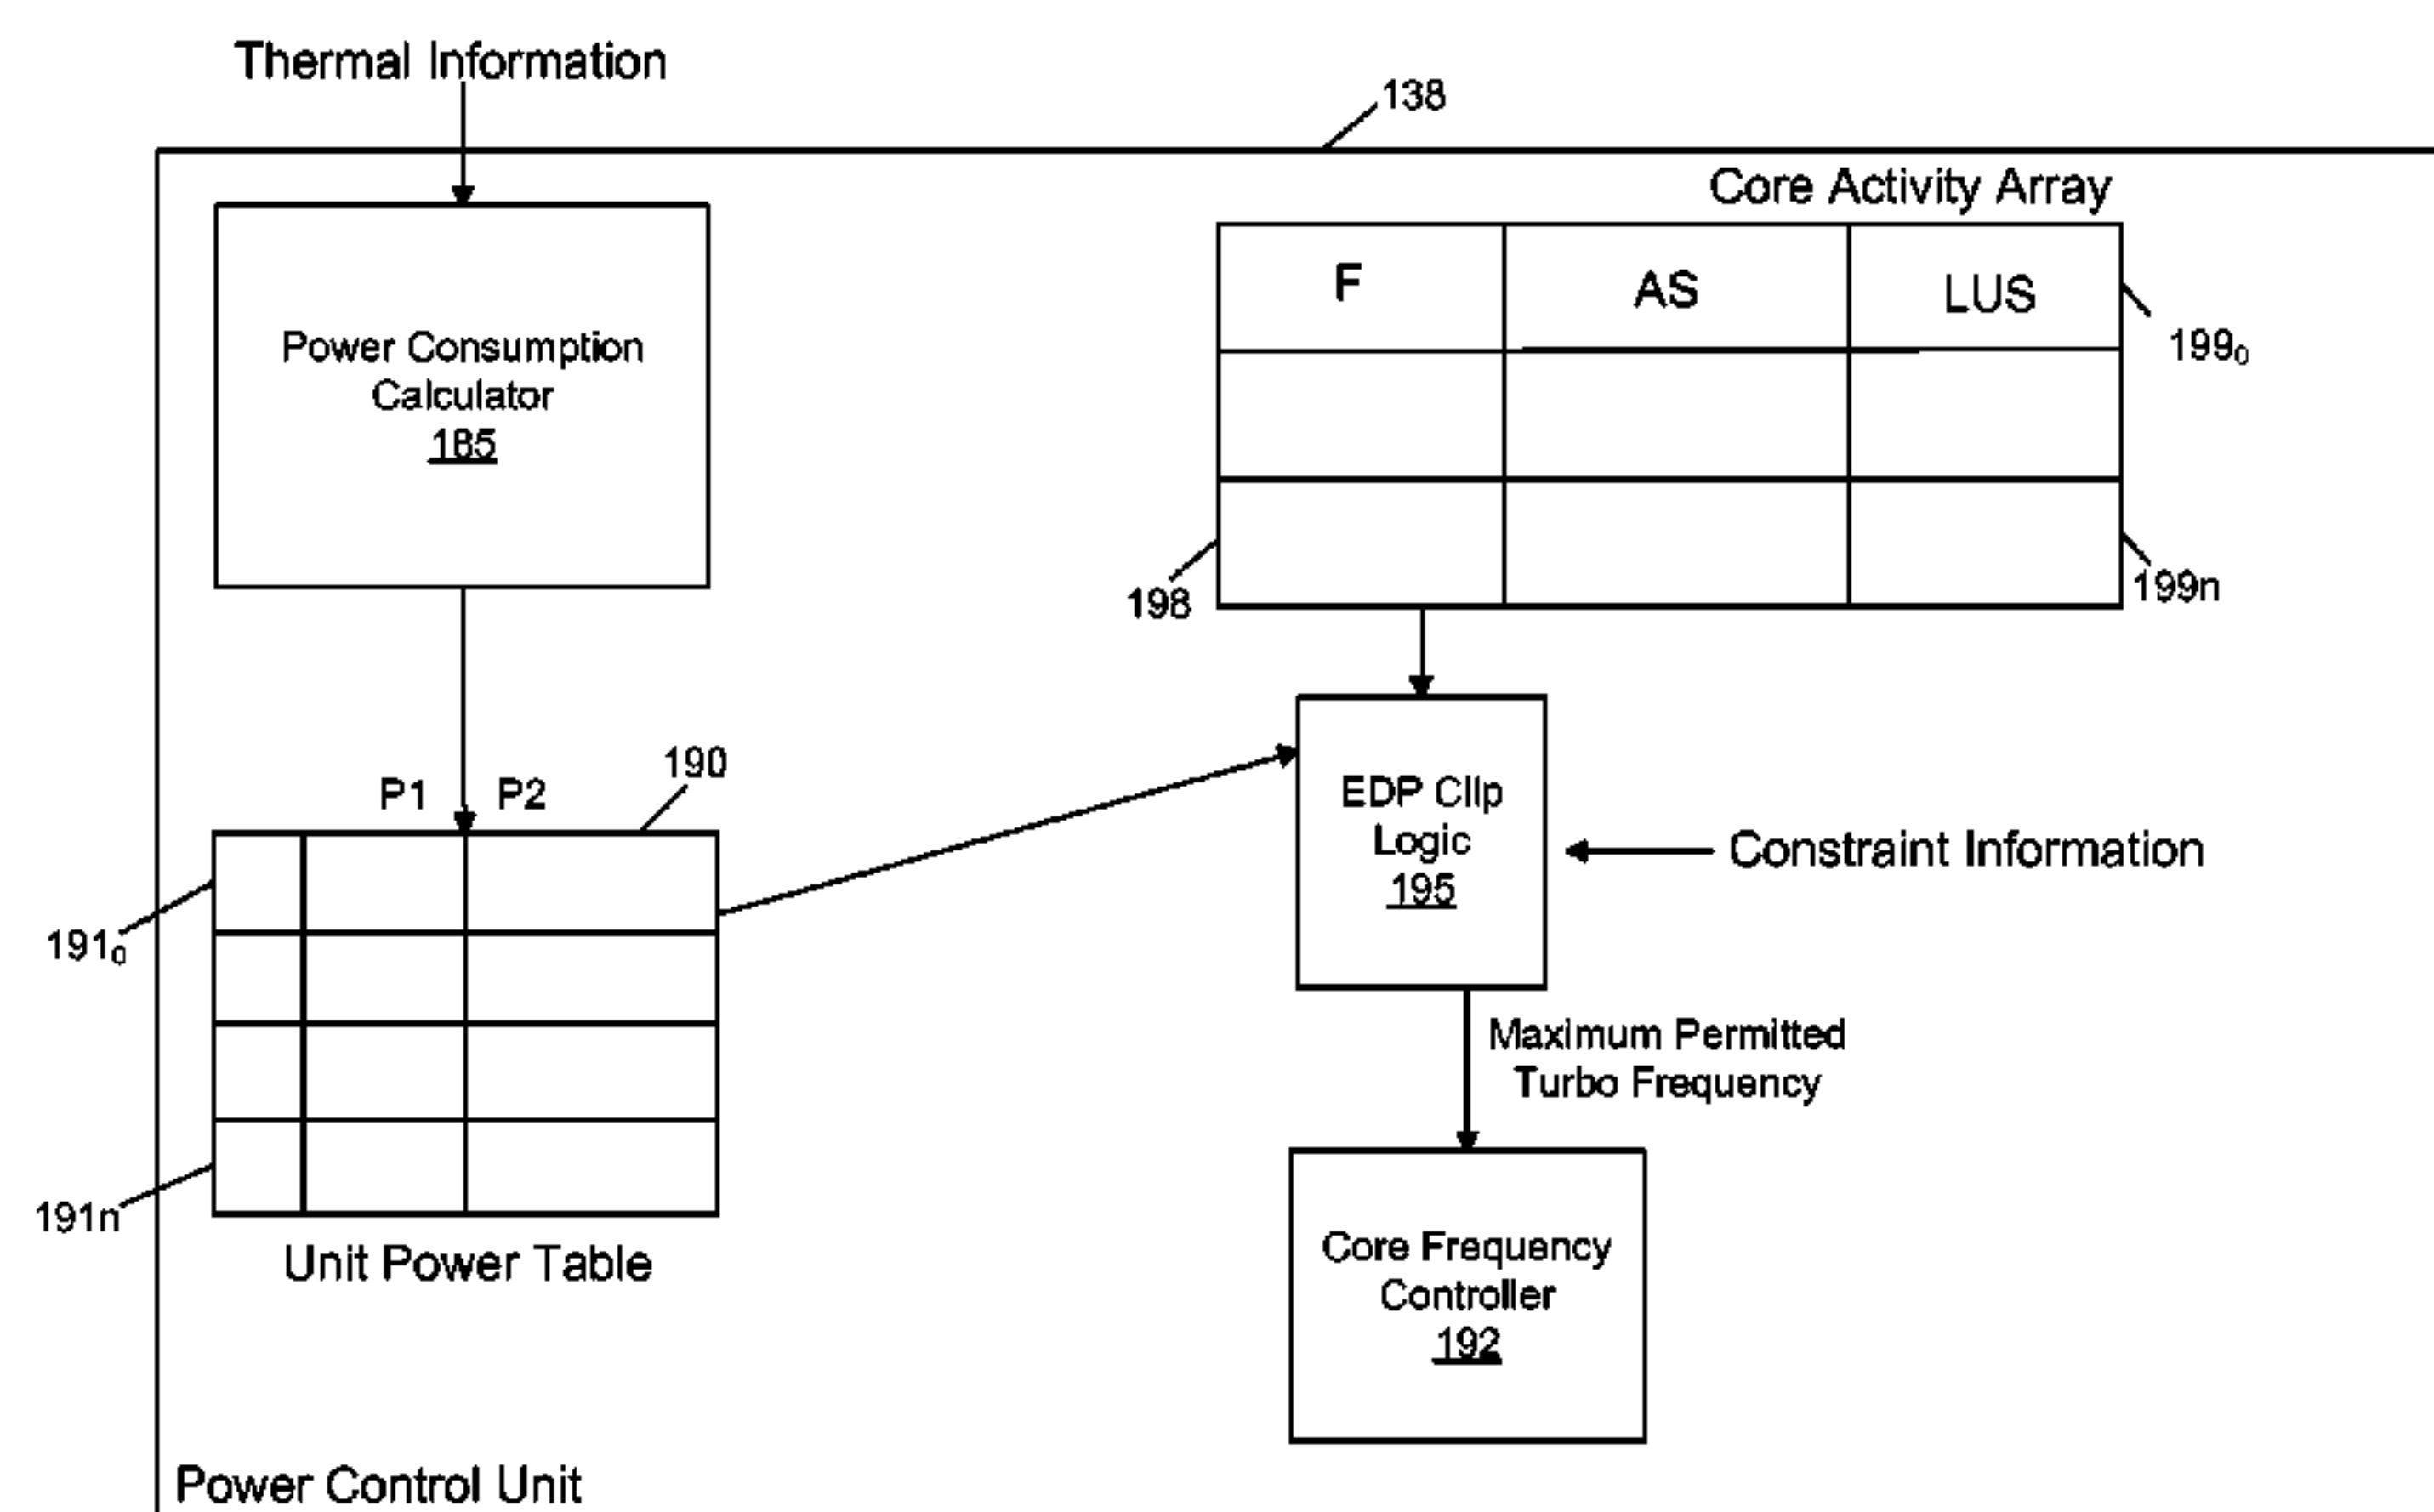 Thermal Information
138
Core Activity Array
F
AS
LUS
199₀
Power Consumption
Calculator
185
198
199n
P1
P2
190
EDP Clip
Logic
195
Constraint Information
191₀
Maximum Permitted
Turbo Frequency
191n
Unit Power Table
Core Frequency
Controller
192
Power Control Unit